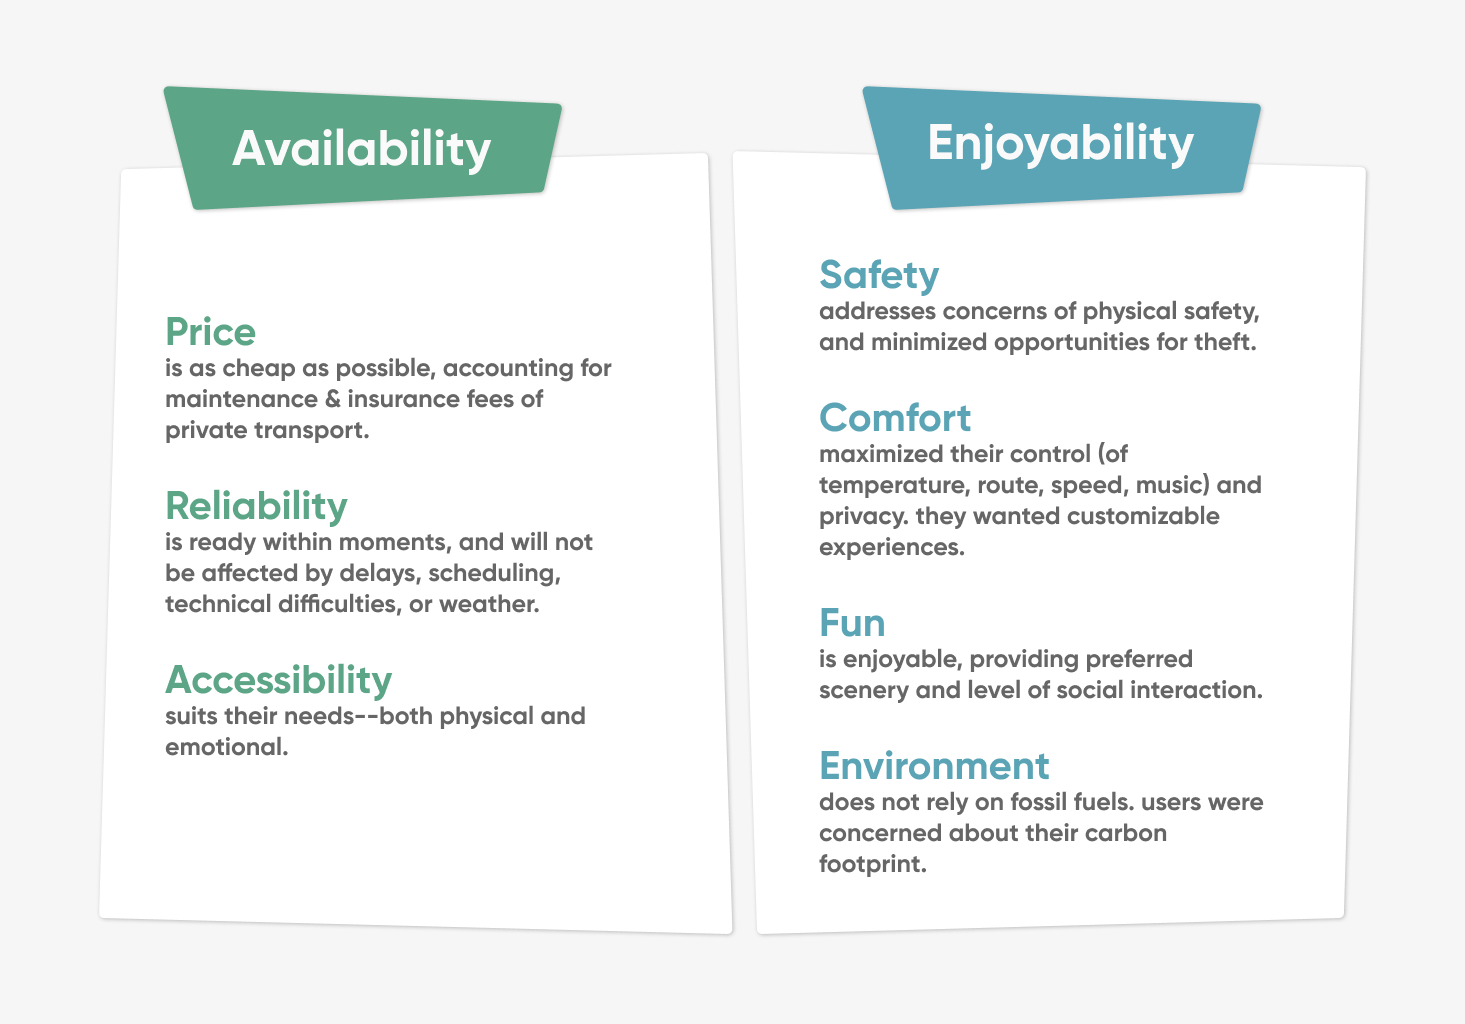 Availability
Price
is as cheap as possible, accounting for
maintenance & insurance fees of
private transport.
Reliability
is ready within moments, and will not
be affected by delays, scheduling,
technical difficulties, or weather.
Accessibility
suits their needs--both physical and
emotional.
Enjoyability
Safety
addresses concerns of physical safety,
and minimized opportunities for theft.
Comfort
maximized their control (of
temperature, route, speed, music) and
privacy. they wanted customizable
experiences.
Fun
is enjoyable, providing preferred
scenery and level of social interaction.
Environment
does not rely on fossil fuels. users were
concerned about their carbon
footprint.